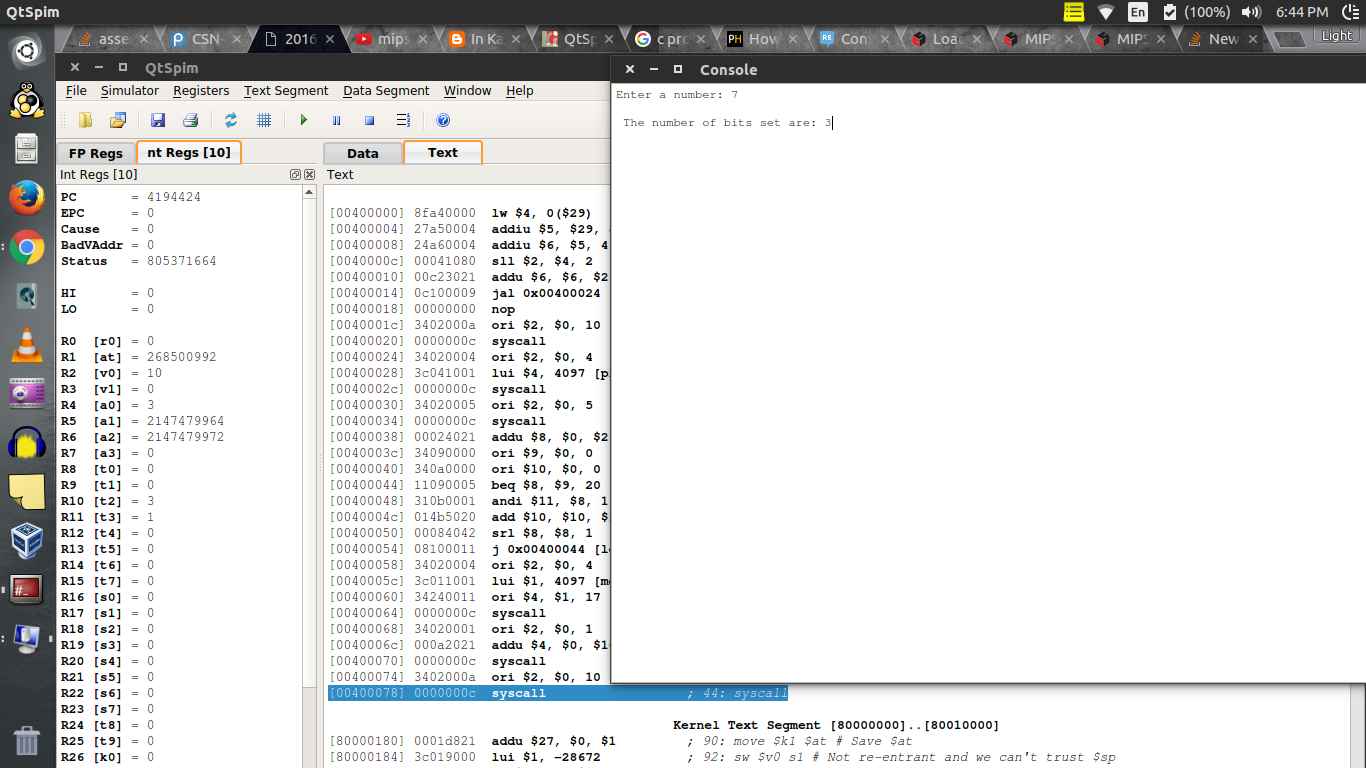 QtSpim
En
(100%)
6:44 PM
asse
CSN-
2016
mips
In Ka
QtSp
c pro
PH How
RE Con
Load
MIPS
MIPS
New
Light
QtSpim
Console
File Simulator Registers Text Segment Data Segment Window Help
Enter a number: 7
The number of bits set are: 3
FP Regs
nt Regs [10]
Data
Text
Int Regs [10]
Text
PC = 4194424
EPC = 0
Cause = 0
BadVAddr = 0
Status = 805371664
HI = 0
LO = 0
R0 [r0] = 0
R1 [at] = 268500992
R2 [v0] = 10
R3 [v1] = 0
R4 [a0] = 3
R5 [a1] = 2147479964
R6 [a2] = 2147479972
R7 [a3] = 0
R8 [t0] = 0
R9 [t1] = 0
R10 [t2] = 3
R11 [t3] = 1
R12 [t4] = 0
R13 [t5] = 0
R14 [t6] = 0
R15 [t7] = 0
R16 [s0] = 0
R17 [s1] = 0
R18 [s2] = 0
R19 [s3] = 0
R20 [s4] = 0
R21 [s5] = 0
R22 [s6] = 0
R23 [s7] = 0
R24 [t8] = 0
R25 [t9] = 0
R26 [k0] = 0
[00400000] 8fa40000 lw $4, 0($29)
[00400004] 27a50004 addiu $5, $29,
[00400008] 24a60004 addiu $6, $5, 4
[0040000c] 00041080 sll $2, $4, 2
[00400010] 00c23021 addu $6, $6, $2
[00400014] 0c100009 jal 0x00400024
[00400018] 00000000 nop
[0040001c] 3402000a ori $2, $0, 10
[00400020] 0000000c syscall
[00400024] 34020004 ori $2, $0, 4
[00400028] 3c041001 lui $4, 4097 [p
[0040002c] 0000000c syscall
[00400030] 34020005 ori $2, $0, 5
[00400034] 0000000c syscall
[00400038] 00024021 addu $8, $0, $2
[0040003c] 34090000 ori $9, $0, 0
[00400040] 340a0000 ori $10, $0, 0
[00400044] 11090005 beq $8, $9, 20
[00400048] 310b0001 andi $11, $8, 1
[0040004c] 014b5020 add $10, $10, $
[00400050] 00084042 srl $8, $8, 1
[00400054] 08100011 j 0x00400044 [l
[00400058] 34020004 ori $2, $0, 4
[0040005c] 3c011001 lui $1, 4097 [m
[00400060] 34240011 ori $4, $1, 17
[00400064] 0000000c syscall
[00400068] 34020001 ori $2, $0, 1
[0040006c] 000a2021 addu $4, $0, $1
[00400070] 0000000c syscall
[00400074] 3402000a ori $2, $0, 10
[00400078] 0000000c syscall ; 44: syscall
Kernel Text Segment [80000000]..[80010000]
[80000180] 0001d821 addu $27, $0, $1 ; 90: move $k1 $at # Save $at
[80000184] 3c019000 lui $1, -28672 ; 92: sw $v0 s1 # Not re-entrant and we can't trust $sp